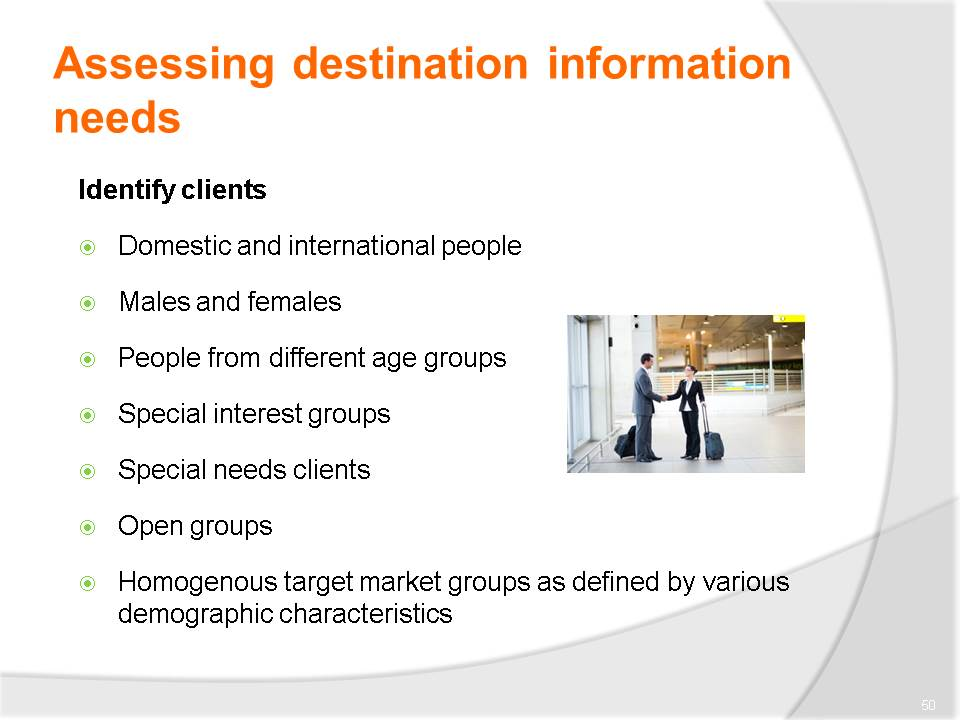 Assessing destination information
needs
Identify clients
Domestic and international people
Males and females
People from different age groups
Special interest groups
Special needs clients
Open groups
Homogenous target market groups as defined by various
demographic characteristics
50